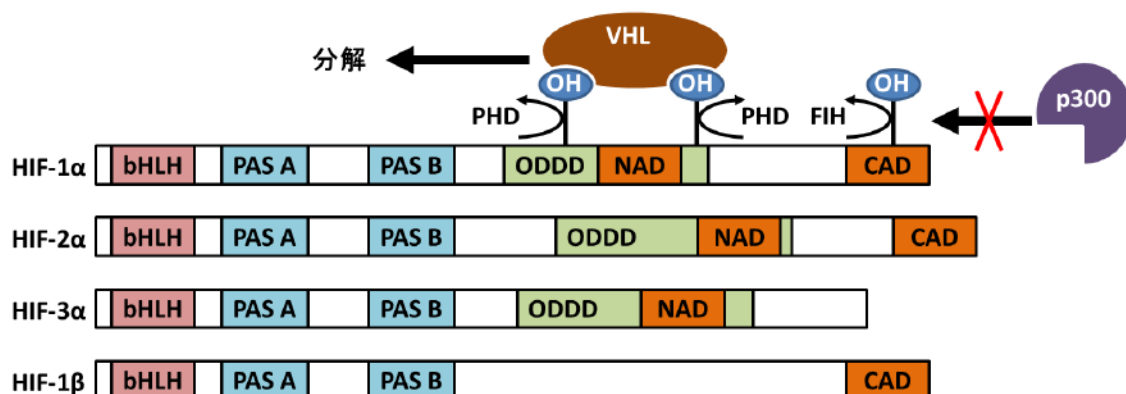 VHL
分解
OH
OH
OH
p300
PHD
PHD
FIH
HIF-1α bHLH PAS A PAS B ODDD NAD CAD
HIF-2α bHLH PAS A PAS B ODDD NAD CAD
HIF-3α bHLH PAS A PAS B ODDD NAD
HIF-1β bHLH PAS A PAS B CAD